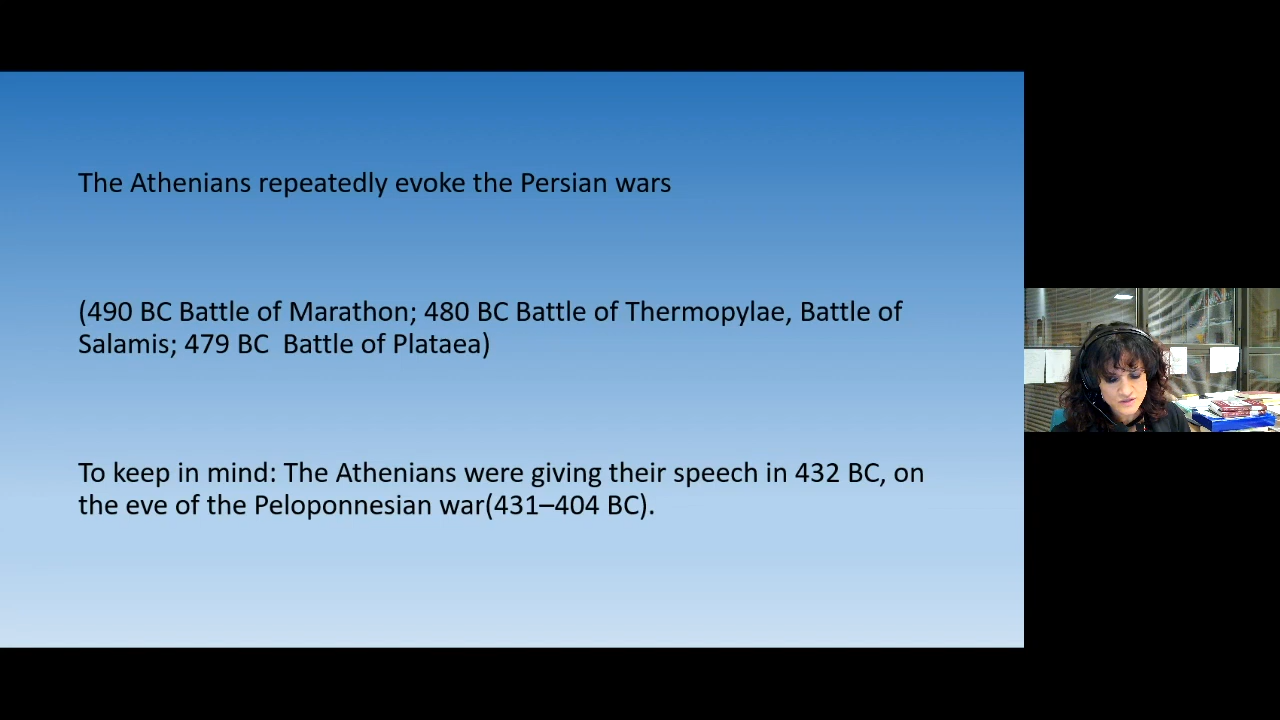 The Athenians repeatedly evoke the Persian wars
(490 BC Battle of Marathon; 480 BC Battle of Thermopylae, Battle of
Salamis; 479 BC  Battle of Plataea)
To keep in mind: The Athenians were giving their speech in 432 BC, on
the eve of the Peloponnesian war(431–404 BC).